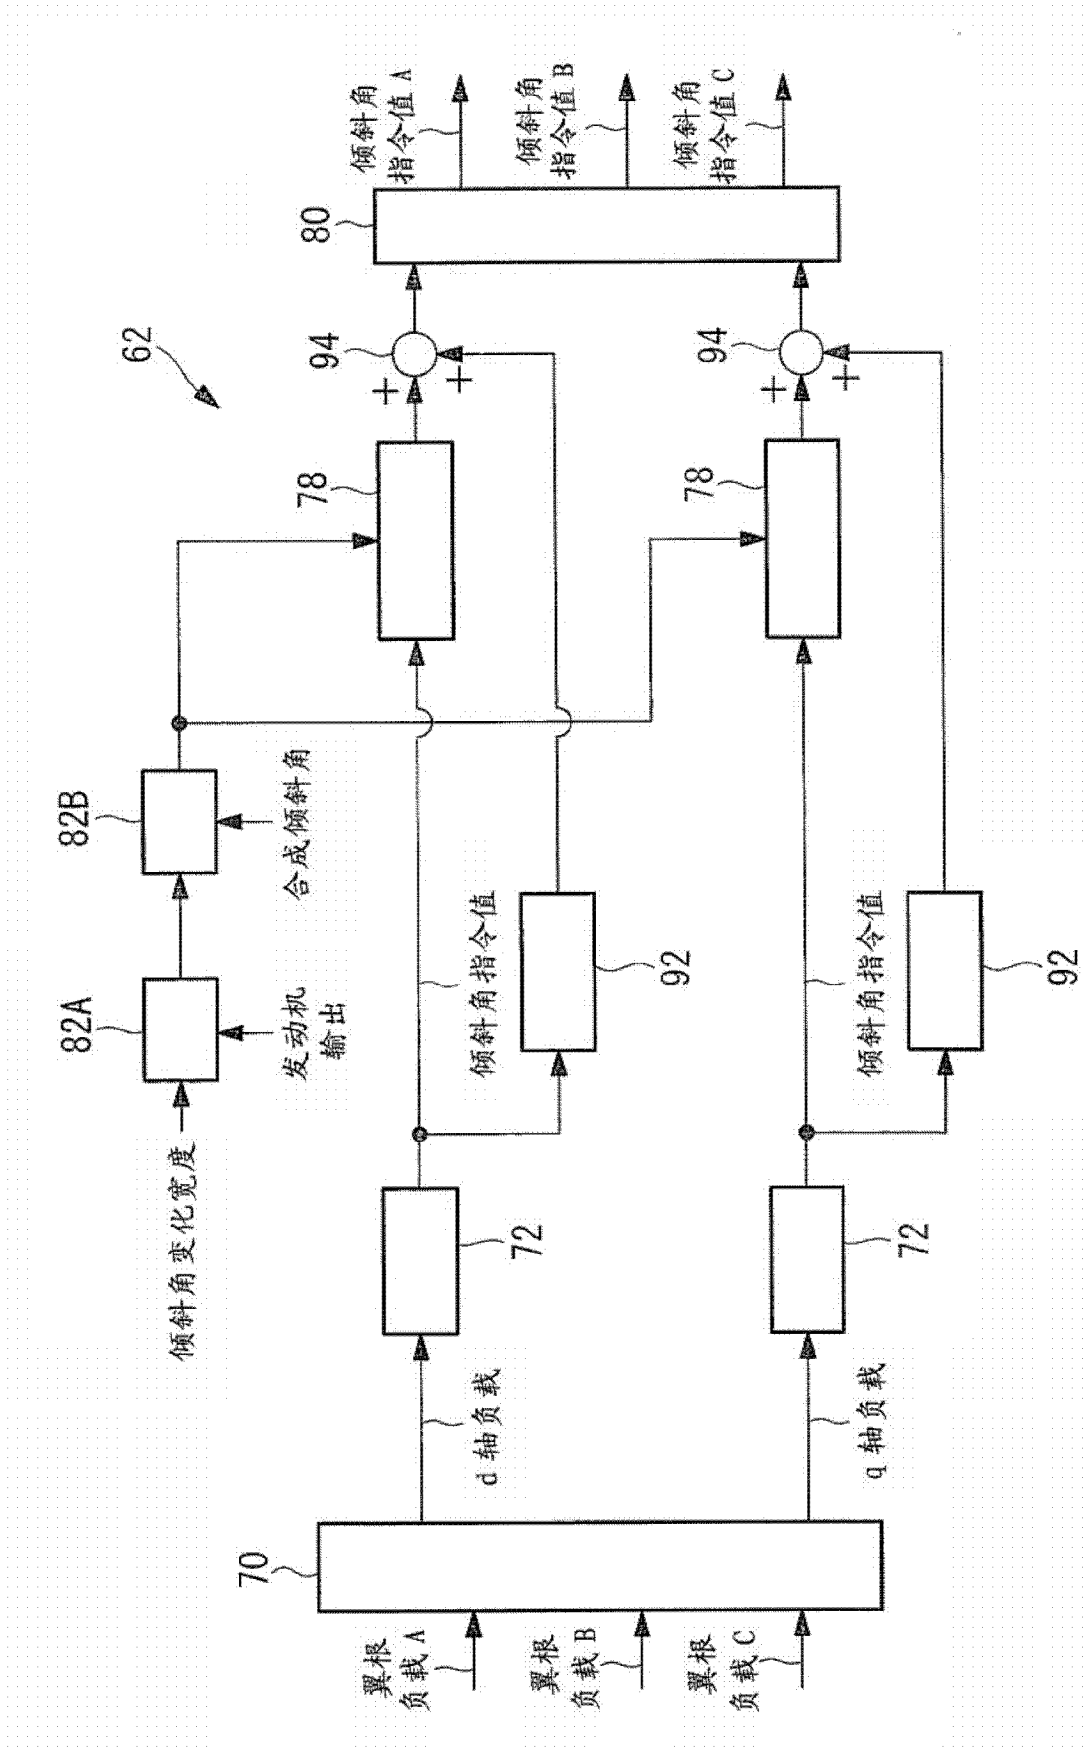 62
倾斜角变化宽度
82A
发动机
输出
82B
合成倾斜角
70
翼根
负载 A
翼根
负载 B
翼根
负载 C
d 轴负载
72
倾斜角指令值
92
78
94
+
+
80
倾斜角
指令值 A
倾斜角
指令值 B
倾斜角
指令值 C
q 轴负载
72
倾斜角指令值
92
78
94
+
+